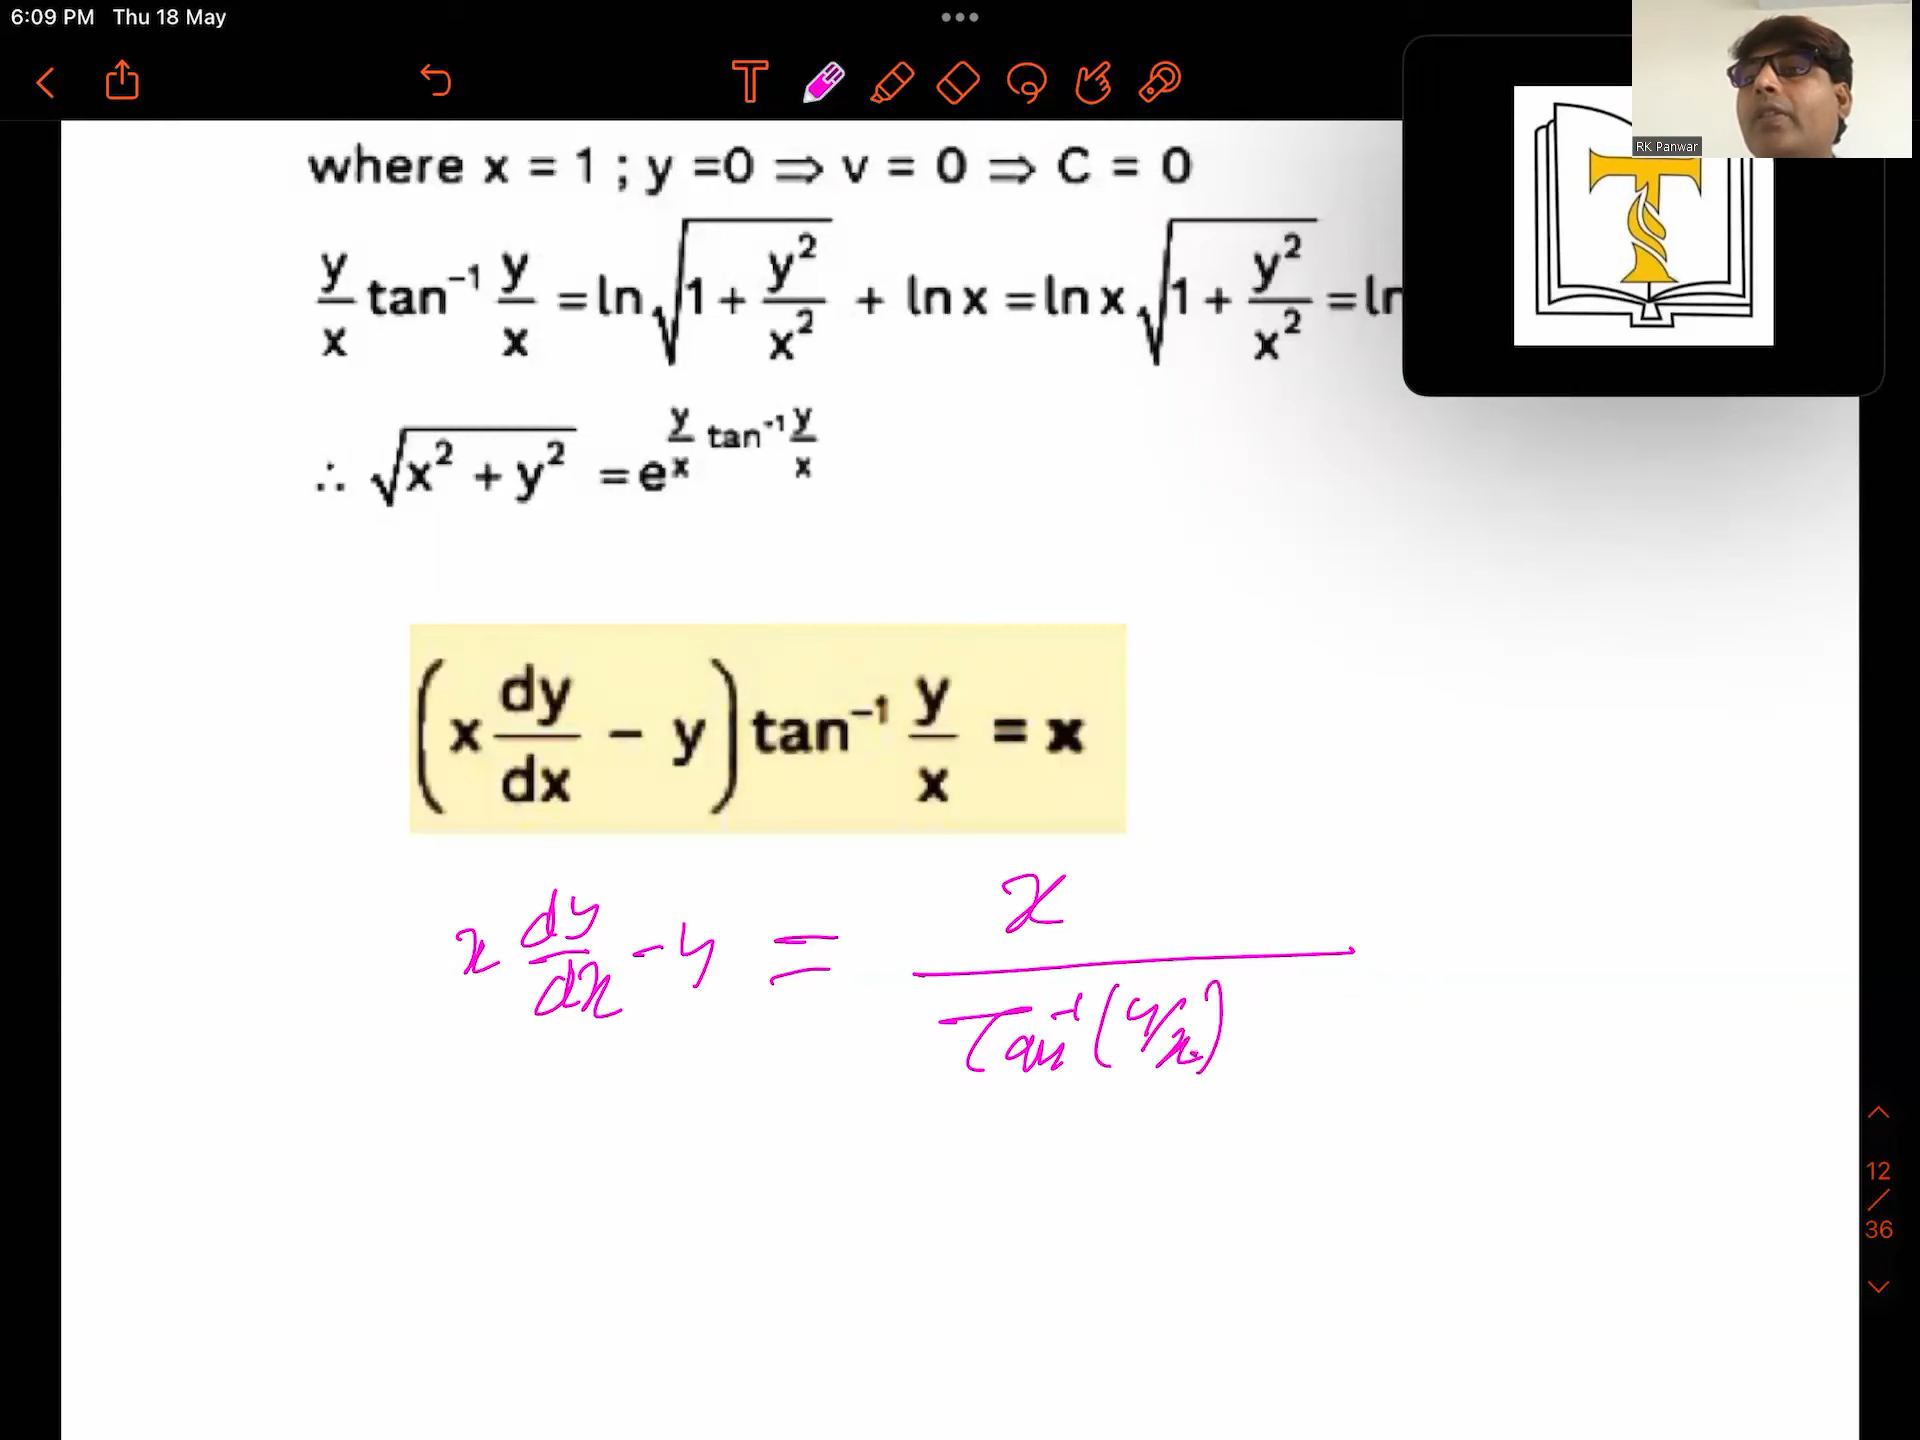 6:09 PM Thu 18 May
RK Panwar
where x = 1 ; y =0 ⇒ v = 0 ⇒ C = 0
y/x tan⁻¹ y/x = ln √(1 + y²/x²) + ln x = ln x √(1 + y²/x²) = ln
∴ √(x² + y²) = e^(y/x tan⁻¹ y/x)
(x dy/dx − y) tan⁻¹ y/x = x
x dy/dx − y = x / Tan⁻¹(y/x)
12 / 36